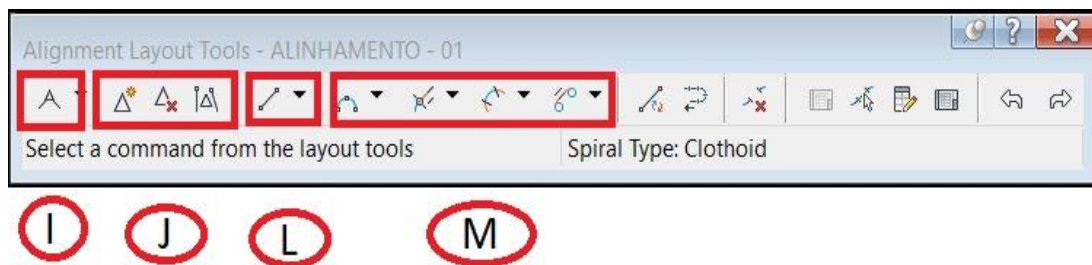 Alignment Layout Tools - ALINHAMENTO - 01
Select a command from the layout tools Spiral Type: Clothoid
I J L M